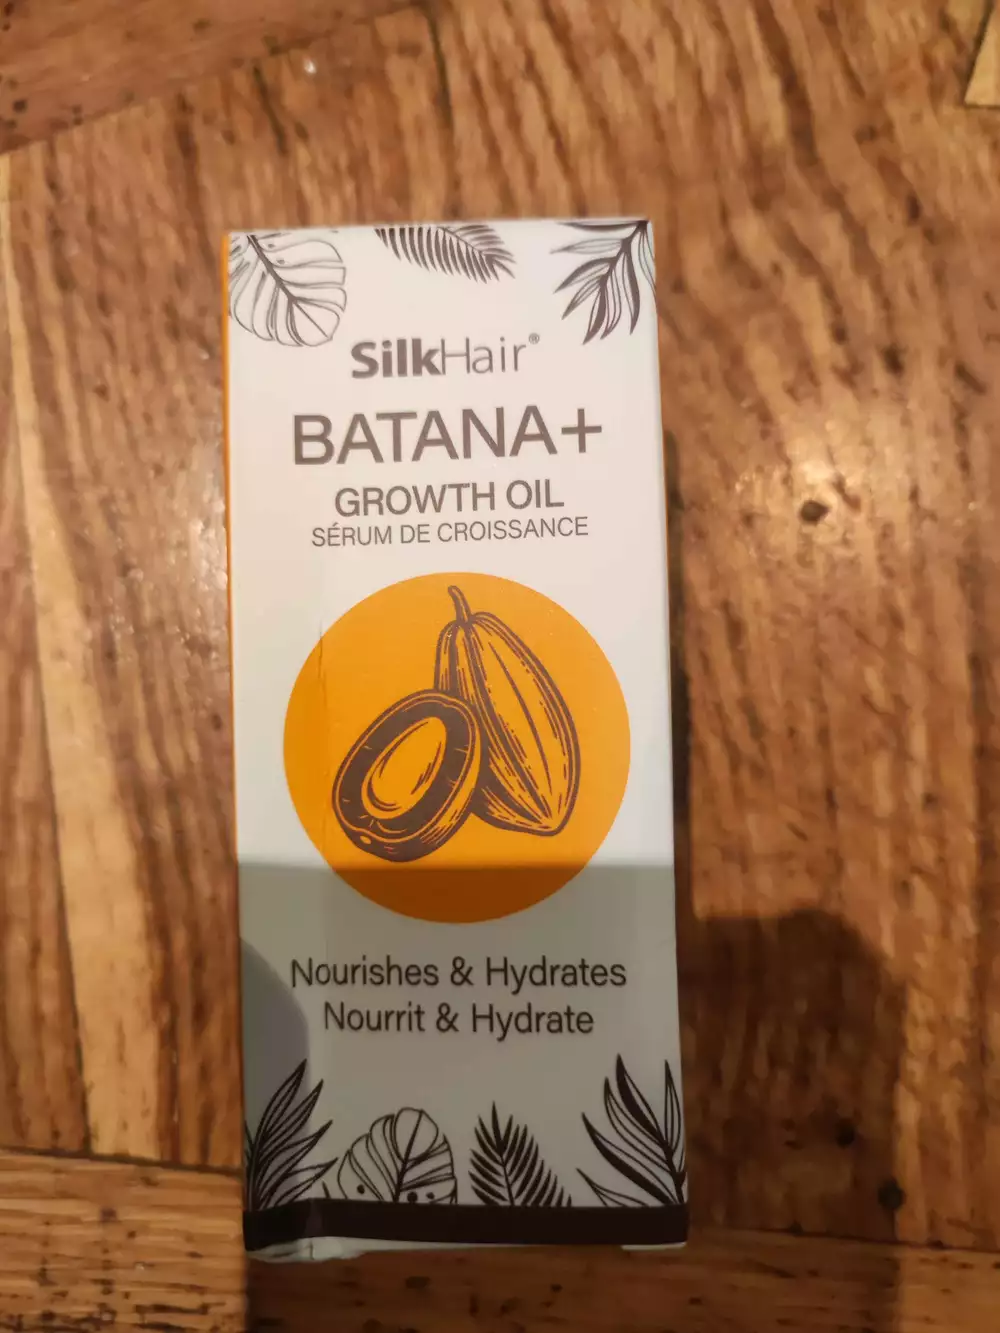 SilkHair®
BATANA+
GROWTH OIL
SÉRUM DE CROISSANCE
Nourishes & Hydrates
Nourrit & Hydrate